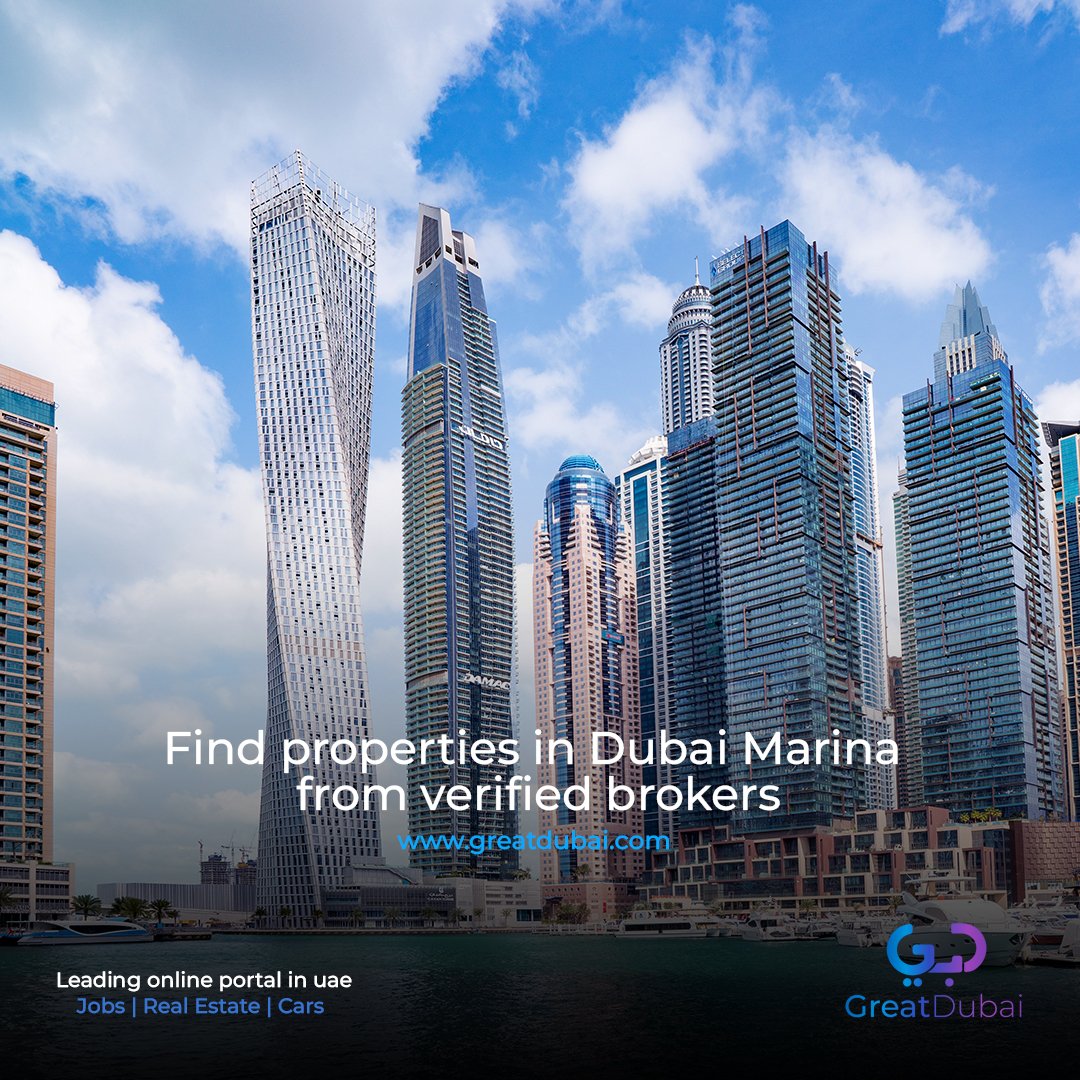 DAMAC
Find properties in Dubai Marina
from verified brokers
www.greatdubai.com
Leading online portal in uae
Jobs | Real Estate | Cars
GreatDubai